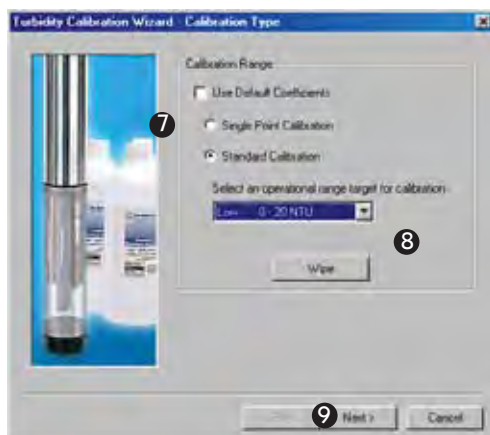 Turbidity Calibration Wizard - Calibration Type
Calibration Range
Use Default Coefficients
7
Single Point Calibration
Standard Calibration
Select an operational range target for calibration
Low 0 - 20 NTU
8
Wipe
9 Next >
Cancel